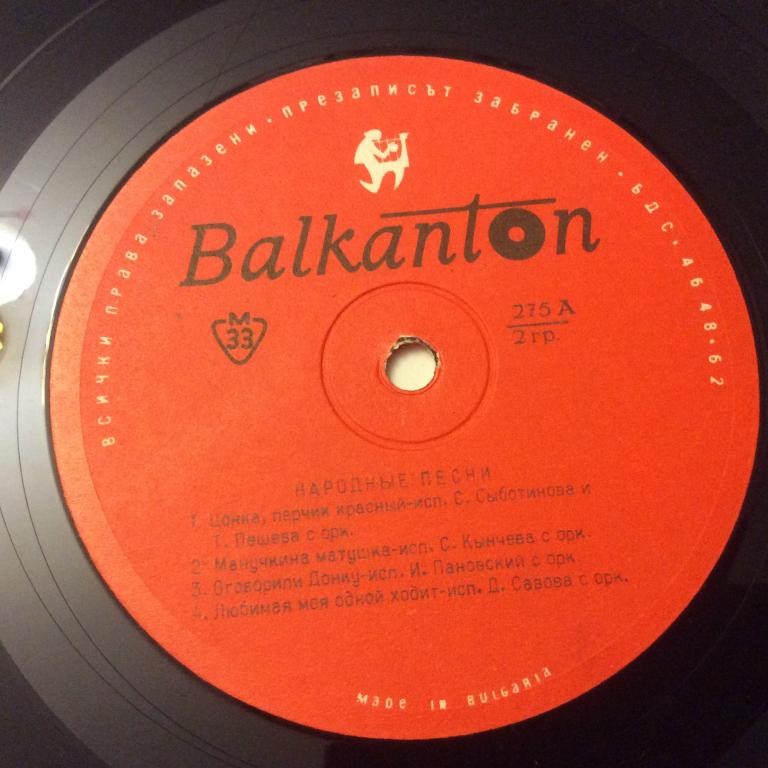 ВСИЧКИ ПРАВА ЗАПАЗЕНИ · ПРЕЗАПИСЪТ ЗАБРАНЕН · БДС · 4648·62
Balkanton
М 33
275 А
2 гр.
НАРОДНЫЕ ПЕСНИ
1. Цонка, перчик красный-исп. С. Сыботинова и
Т. Пашева с орк.
2. Манучкина матушка-исп. С. Кынчева с орк.
3. Оговорили Донку-исп. И. Пановский с орк.
4. Любимая моя одной ходит-исп. Д. Савова с орк.
MADE IN BULGARIA